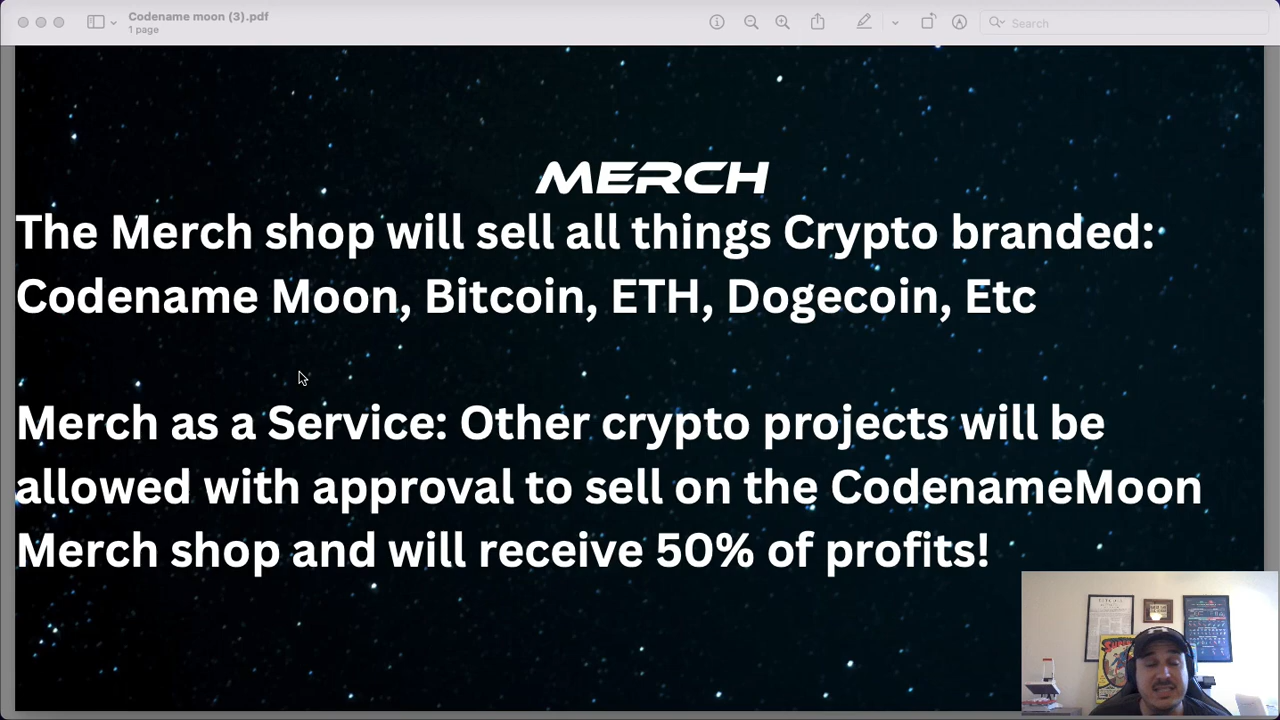 Codename moon (3).pdf
1 page
Search
MERCH
The Merch shop will sell all things Crypto branded:
Codename Moon, Bitcoin, ETH, Dogecoin, Etc
Merch as a Service: Other crypto projects will be
allowed with approval to sell on the CodenameMoon
Merch shop and will receive 50% of profits!